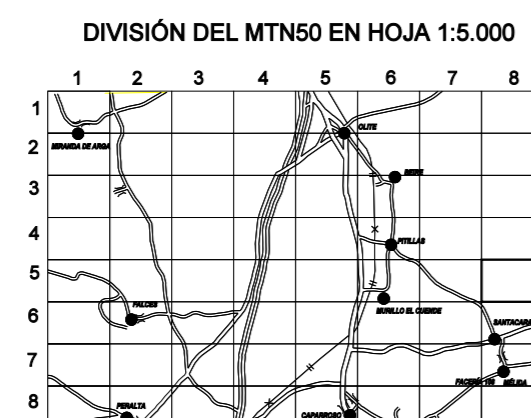 DIVISIÓN DEL MTN50 EN HOJA 1:5.000
1 2 3 4 5 6 7 8
1
OLITE
2
MIRANDA DE ARGA
BEIRE
3
4
PITILLAS
5
FALCES
6
MURILLO EL CUENDE
SANTACARA
7
FACERÍA 100 MÉLIDA
8
PERALTA
CAPARROSO